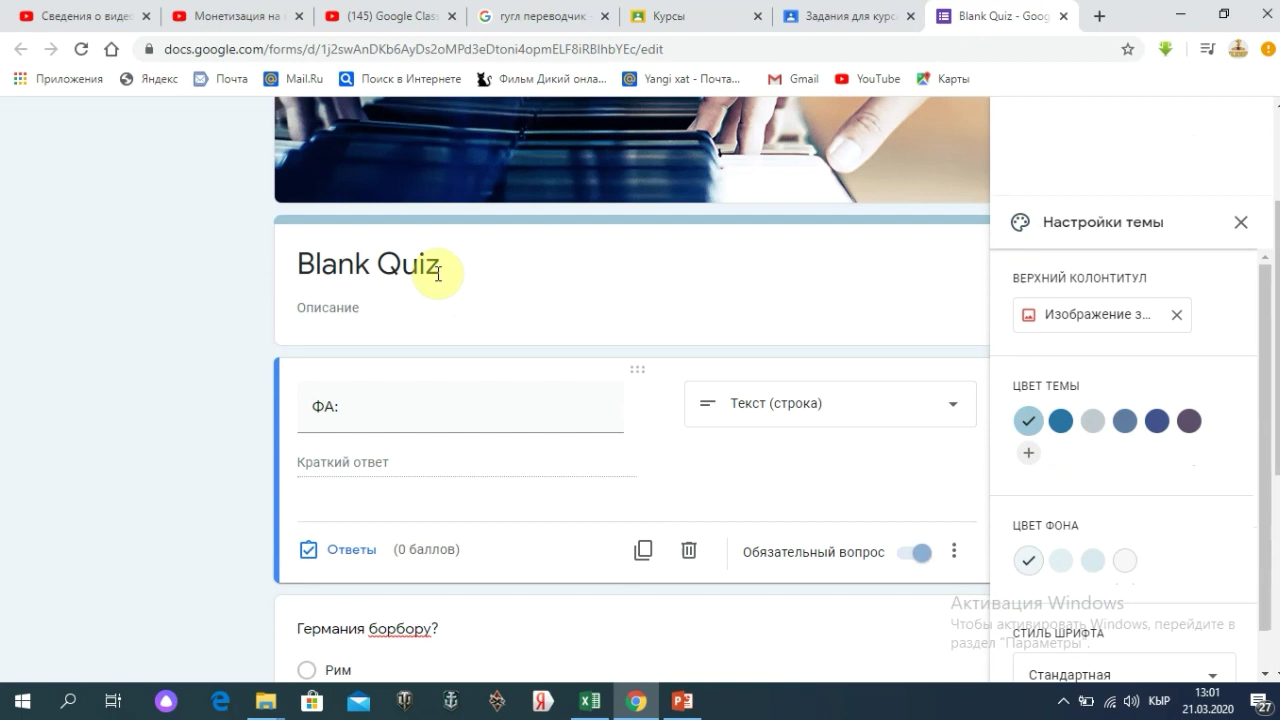 Сведения о видео
Монетизация на
(145) Google Clas
гугл переводчик -
Курсы
Задания для курса
Blank Quiz - Goog
docs.google.com/forms/d/1j2swAnDKb6AyDs2oMPd3eDtoni4opmELF8iRBIhbYEc/edit
Приложения
Яндекс
Почта
Mail.Ru
Поиск в Интернете
Фильм Дикий онла...
Yangi xat - Почта...
Gmail
YouTube
Карты
Настройки темы
Blank Quiz
Описание
ВЕРХНИЙ КОЛОНТИТУЛ
Изображение з...
ФА:
Текст (строка)
ЦВЕТ ТЕМЫ
Краткий ответ
ЦВЕТ ФОНА
Ответы (0 баллов)
Обязательный вопрос
Активация Windows
Чтобы активировать Windows, перейдите в
раздел "Параметры".
СТИЛЬ ШРИФТА
Германия борбору?
Рим
Стандартная
КЫР
13:01
21.03.2020
27